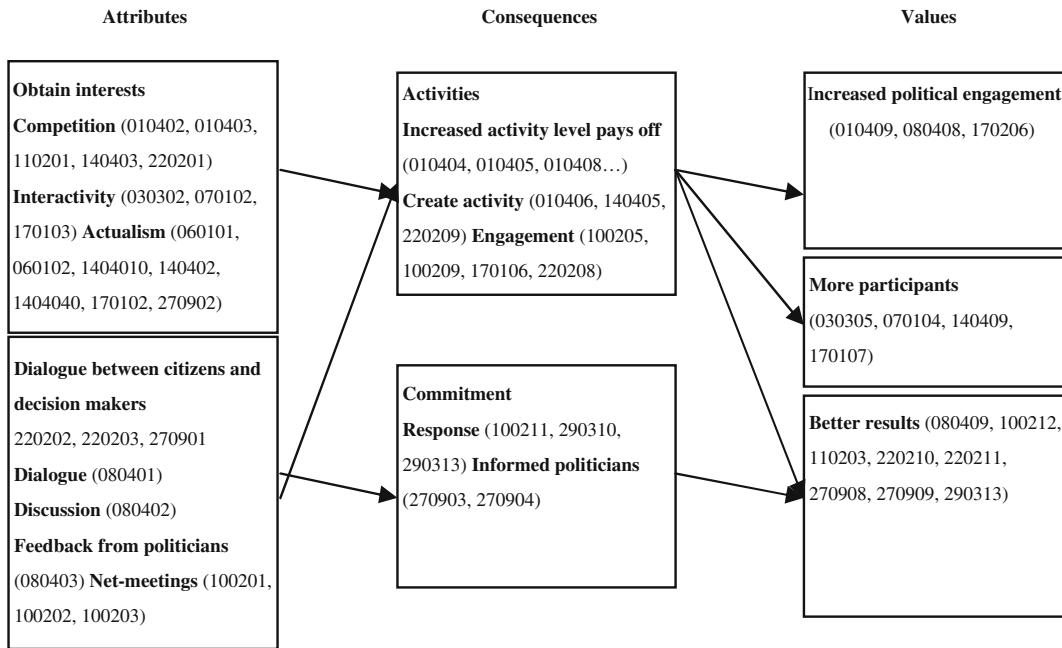 Attributes
Consequences
Values
Obtain interests
Competition (010402, 010403,
110201, 140403, 220201)
Interactivity (030302, 070102,
170103) Actualism (060101,
060102, 1404010, 140402,
1404040, 170102, 270902)
Dialogue between citizens and
decision makers
220202, 220203, 270901
Dialogue (080401)
Discussion (080402)
Feedback from politicians
(080403) Net-meetings (100201,
100202, 100203)
Activities
Increased activity level pays off
(010404, 010405, 010408…)
Create activity (010406, 140405,
220209) Engagement (100205,
100209, 170106, 220208)
Commitment
Response (100211, 290310,
290313) Informed politicians
(270903, 270904)
Increased political engagement
(010409, 080408, 170206)
More participants
(030305, 070104, 140409,
170107)
Better results (080409, 100212,
110203, 220210, 220211,
270908, 270909, 290313)